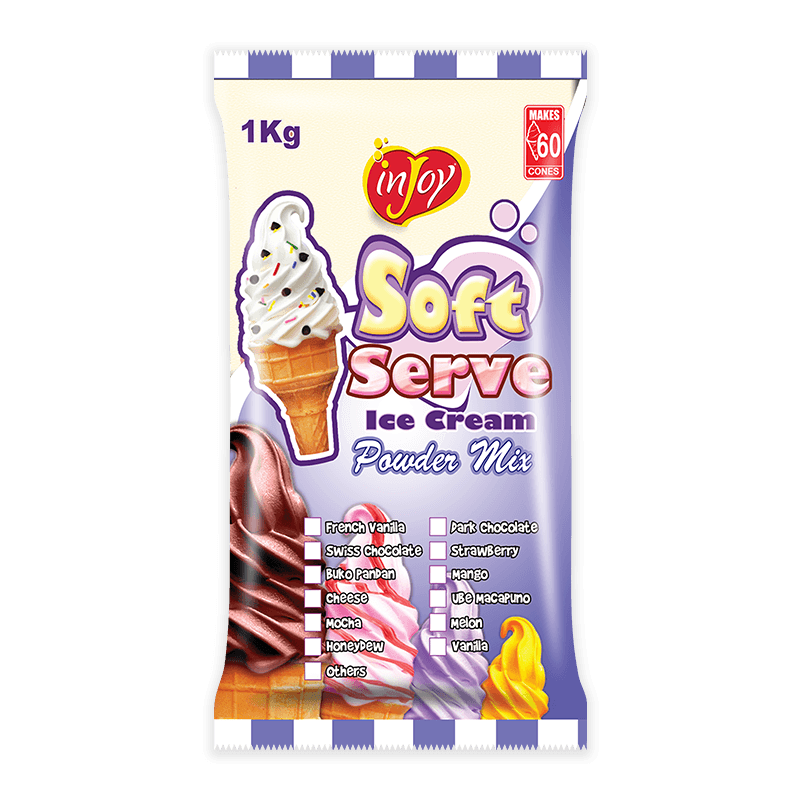 1Kg
MAKES
60
CONES
inJoy
Soft
Serve
Ice Cream
Powder Mix
French Vanilla
Swiss Chocolate
Buko Pandan
Cheese
Mocha
Honeydew
Others
Dark Chocolate
Strawberry
Mango
Ube Macapuno
Melon
Vanilla